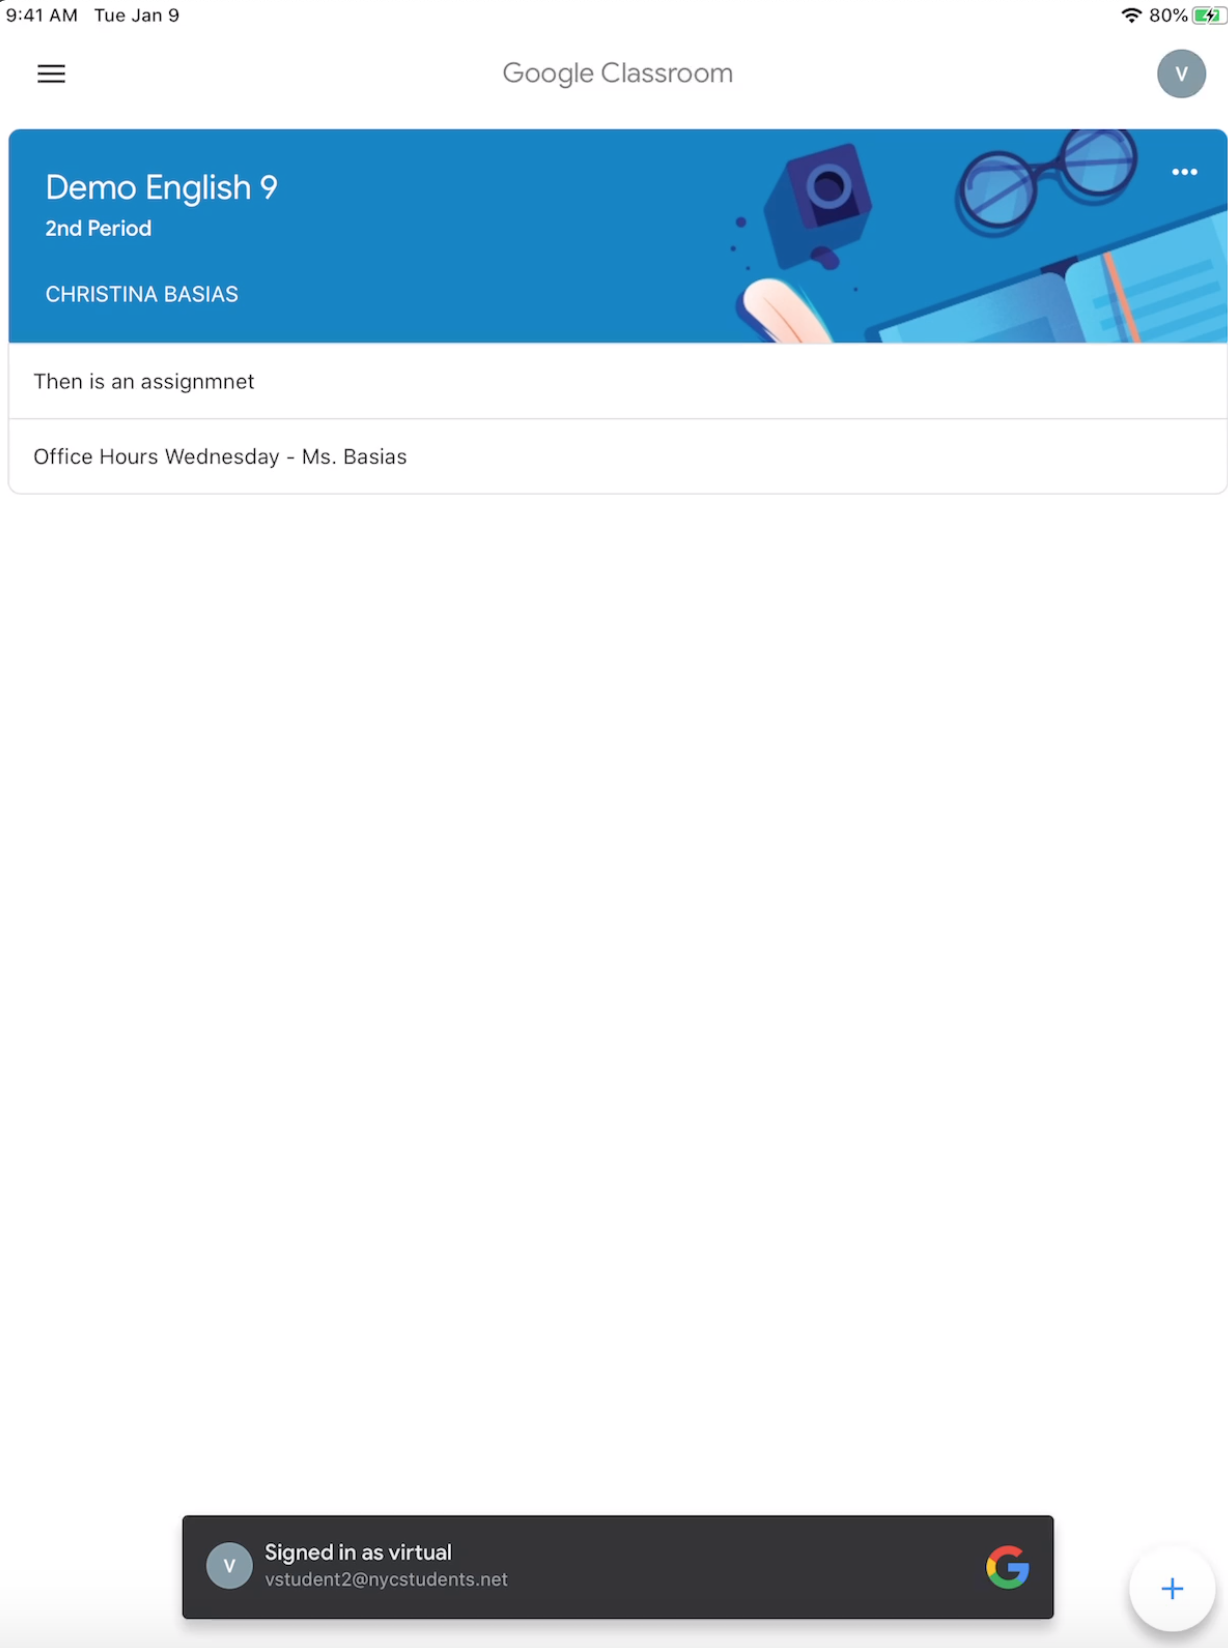 9:41 AM Tue Jan 9 80%
Google Classroom
V
Demo English 9
2nd Period
CHRISTINA BASIAS
Then is an assignmnet
Office Hours Wednesday - Ms. Basias
V
Signed in as virtual
vstudent2@nycstudents.net